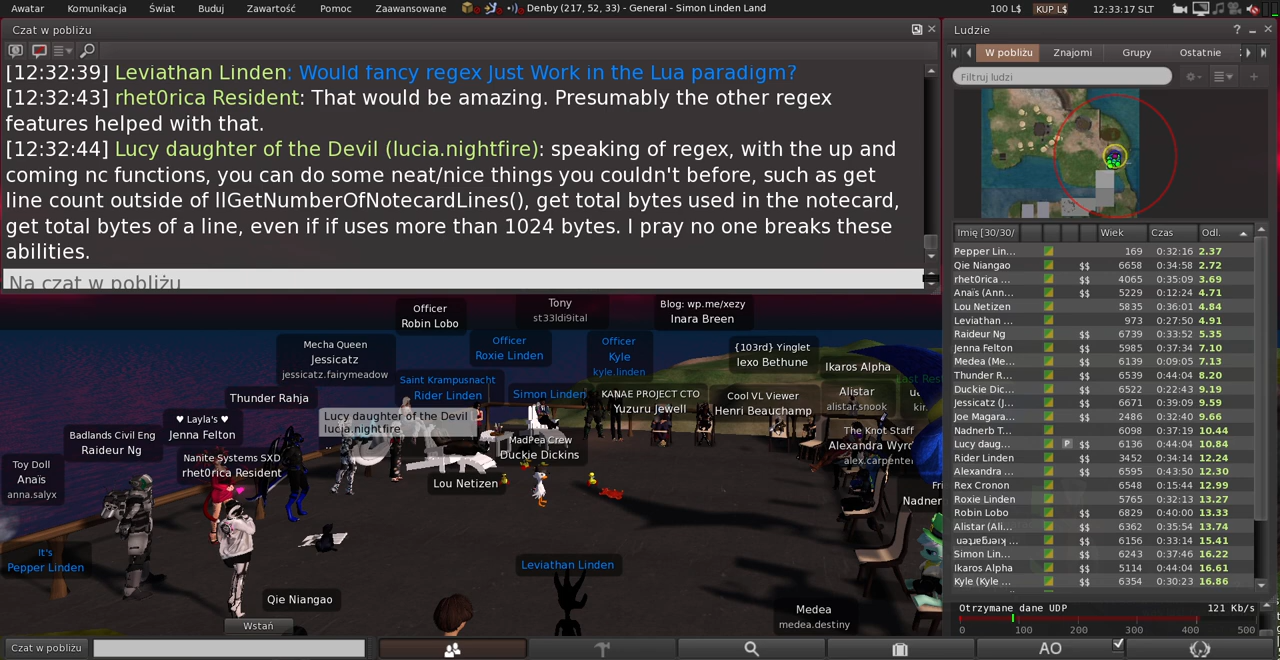 Awatar Komunikacja Świat Buduj Zawartość Pomoc Zaawansowane Denby (217, 52, 33) - General - Simon Linden Land 100 L$ KUP L$ 12:33:17 SLT
Czat w pobliżu
[12:32:39] Leviathan Linden: Would fancy regex Just Work in the Lua paradigm?
[12:32:43] rhet0rica Resident: That would be amazing. Presumably the other regex
features helped with that.
[12:32:44] Lucy daughter of the Devil (lucia.nightfire): speaking of regex, with the up and
coming nc functions, you can do some neat/nice things you couldn't before, such as get
line count outside of llGetNumberOfNotecardLines(), get total bytes used in the notecard,
get total bytes of a line, even if if uses more than 1024 bytes. I pray no one breaks these
abilities.
Na czat w pobliżu
Officer
Robin Lobo
Tony
st33ldi9ital
Blog: wp.me/xezy
Inara Breen
Mecha Queen
Jessicatz
jessicatz.fairymeadow
Officer
Roxie Linden
Officer
Kyle
kyle.linden
{103rd} Yinglet
Iexo Bethune
Ikaros Alpha
Saint Krampusnacht
Rider Linden
Simon Linden
KANAE PROJECT CTO
Yuzuru Jewell
Cool VL Viewer
Henri Beauchamp
Alistar
alistar.snook
Last Res
Thunder Rahja
Lucy daughter of the Devil
lucia.nightfire
♥ Layla's ♥
Jenna Felton
Badlands Civil Eng
Raideur Ng
MadPea Crew
Duckie Dickins
The Knot Staff
Alexandra Wyrc
alex.carpenter
Nanite Systems SXD
rhet0rica Resident
Toy Doll
Anaïs
anna.salyx
Lou Netizen
Nadner
It's
Pepper Linden
Leviathan Linden
Qie Niangao
Medea
medea.destiny
Wstań
Czat w pobliżu
AO
Ludzie
W pobliżu Znajomi Grupy Ostatnie
Filtruj ludzi
Imię [30/30/ Wiek Czas Odl.
Pepper Lin... 169 0:32:16 2.37
Qie Niangao $$ 6658 0:34:58 2.72
rhet0rica ... $$ 4065 0:35:09 3.69
Anaïs (Ann... $$ 5229 0:12:24 4.71
Lou Netizen 5835 0:36:01 4.84
Leviathan ... 973 0:27:50 4.91
Raideur Ng $$ 6739 0:33:52 5.35
Jenna Felton $$ 5985 0:37:34 7.10
Medea (Me... $$ 6139 0:09:05 7.13
Thunder R... $$ 6539 0:44:04 8.20
Duckie Dic... $$ 6522 0:22:43 9.19
Jessicatz (J... $$ 6671 0:39:09 9.59
Joe Magara... $$ 2486 0:32:40 9.66
Nadnerb T... 6098 0:37:19 10.44
Lucy daug... P $$ 6136 0:44:04 10.84
Rider Linden $$ 3452 0:34:14 12.24
Alexandra ... $$ 6595 0:43:50 12.30
Rex Cronon 6548 0:15:44 12.99
Roxie Linden 5765 0:32:13 13.27
Robin Lobo $$ 6829 0:40:00 13.33
Alistar (Ali... $$ 6362 0:35:54 13.74
$$ 6156 0:33:14 15.41
Simon Lin... $$ 6243 0:37:46 16.22
Ikaros Alpha $$ 5114 0:44:04 16.61
Kyle (Kyle ... $$ 6354 0:30:23 16.86
Otrzymane dane UDP 121 Kb/s
0 100 200 300 400 500